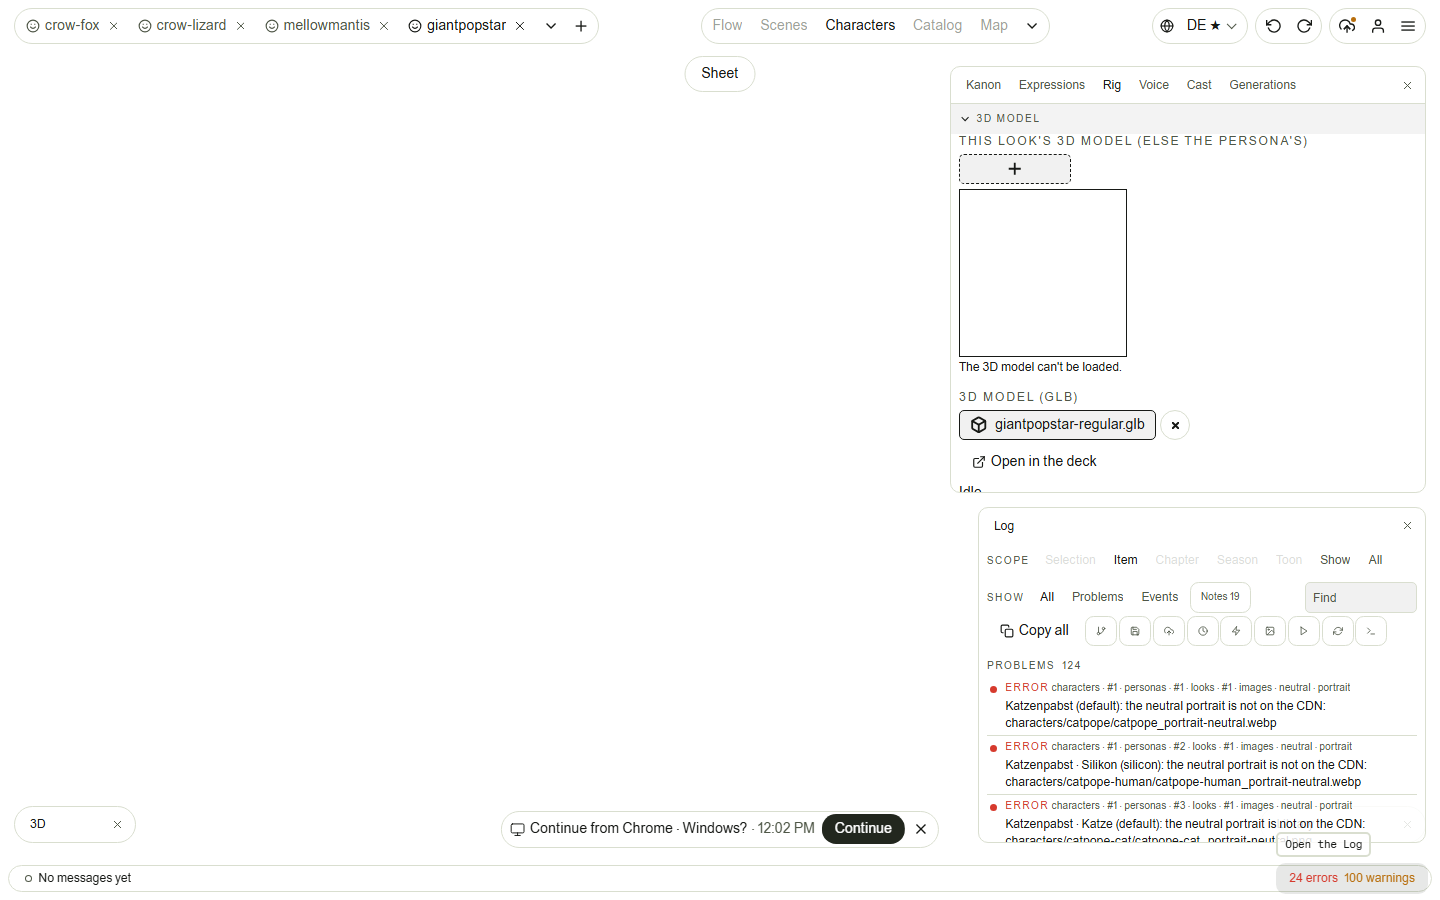 crow-fox
crow-lizard
mellowmantis
giantpopstar
Flow Scenes Characters Catalog Map
DE ★
Sheet
Kanon Expressions Rig Voice Cast Generations
3D MODEL
THIS LOOK'S 3D MODEL (ELSE THE PERSONA'S)
The 3D model can't be loaded.
3D MODEL (GLB)
giantpopstar-regular.glb
Open in the deck
Idle
Log
SCOPE Selection Item Chapter Season Toon Show All
SHOW All Problems Events Notes 19 Find
Copy all
PROBLEMS 124
ERROR characters · #1 · personas · #1 · looks · #1 · images · neutral · portrait
Katzenpabst (default): the neutral portrait is not on the CDN:
characters/catpope/catpope_portrait-neutral.webp
ERROR characters · #1 · personas · #2 · looks · #1 · images · neutral · portrait
Katzenpabst · Silikon (silicon): the neutral portrait is not on the CDN:
characters/catpope-human/catpope-human_portrait-neutral.webp
ERROR characters · #1 · personas · #3 · looks · #1 · images · neutral · portrait
Katzenpabst · Katze (default): the neutral portrait is not on the CDN:
characters/catpope-cat/catpope-cat_portrait-neutral
Open the Log
3D
Continue from Chrome · Windows? · 12:02 PM Continue
No messages yet
24 errors 100 warnings